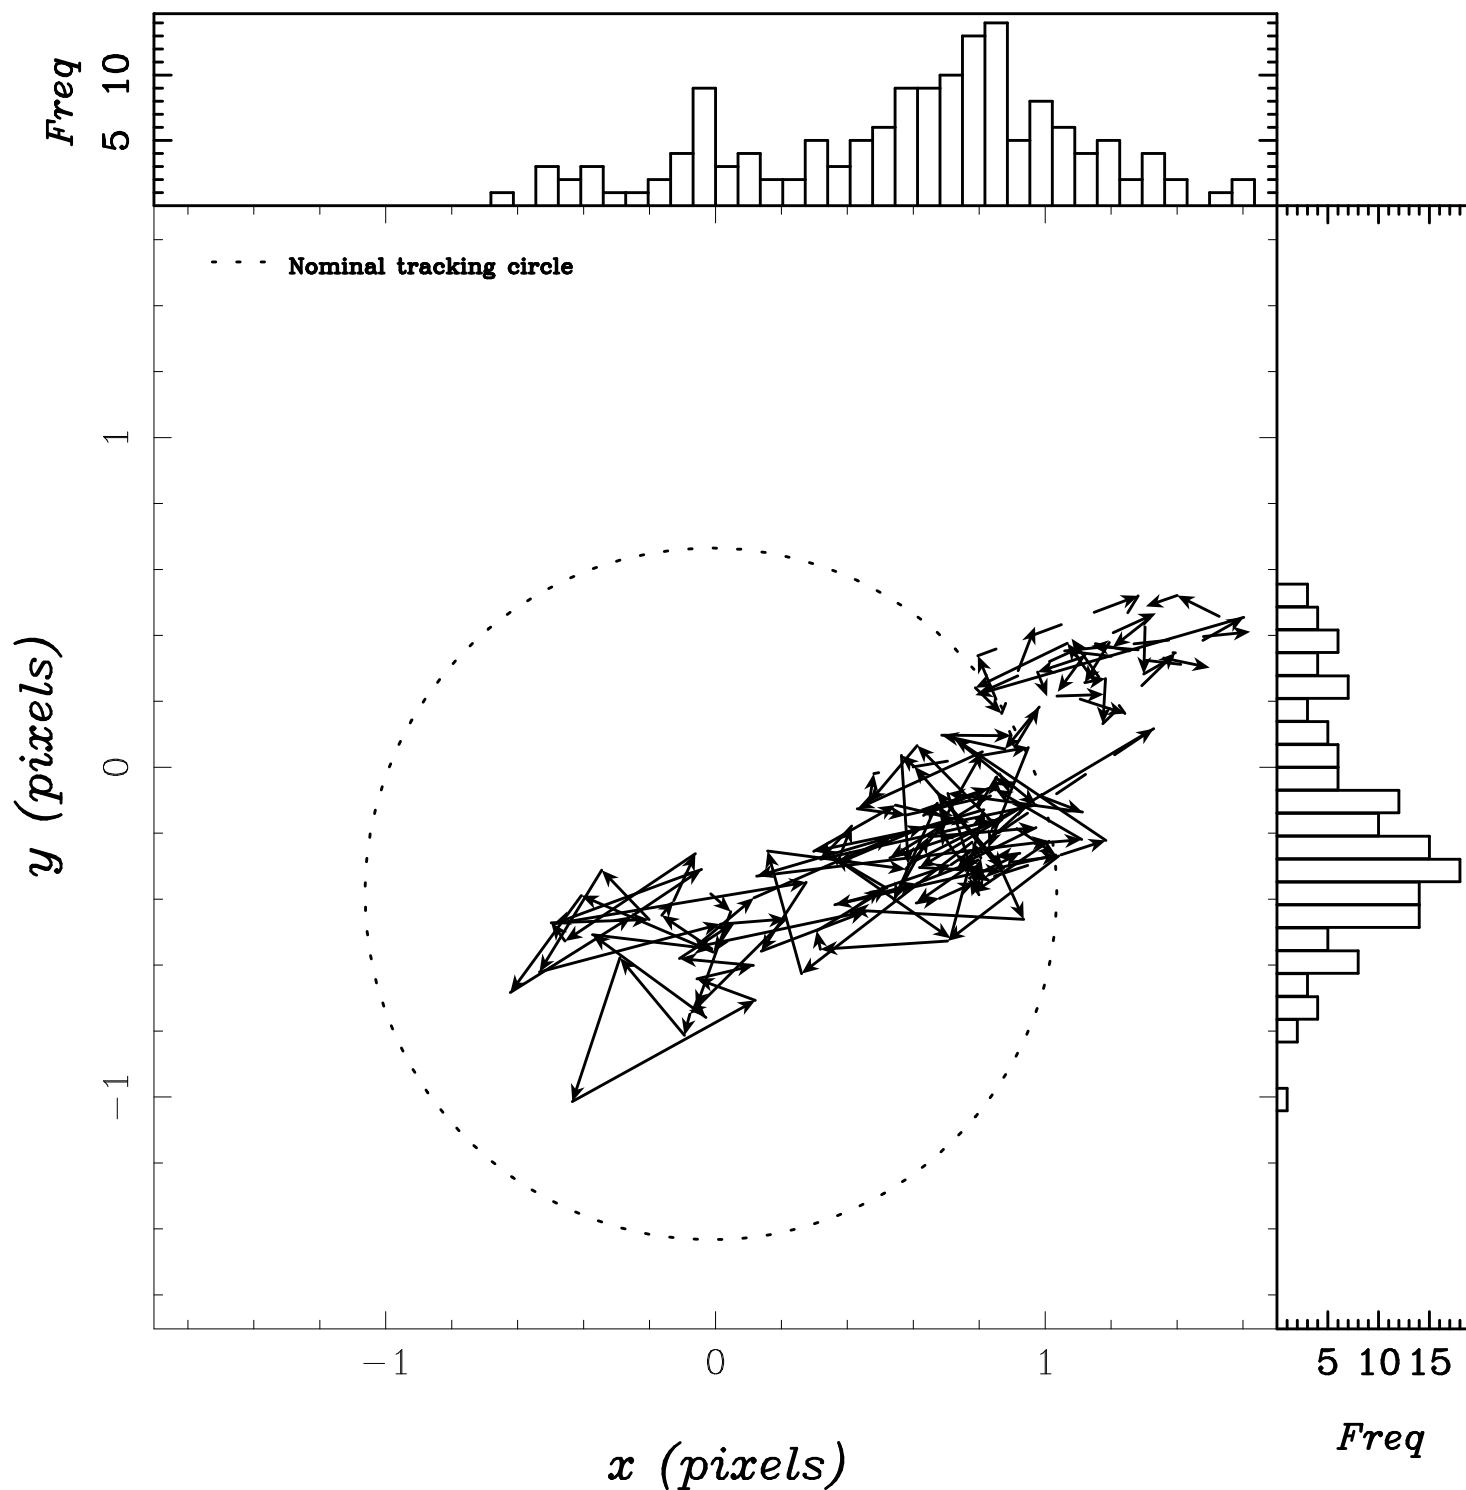 Freq
10
5
Nominal tracking circle
y (pixels)
1
0
−1
−1 0 1
5 10 15
x (pixels)
Freq